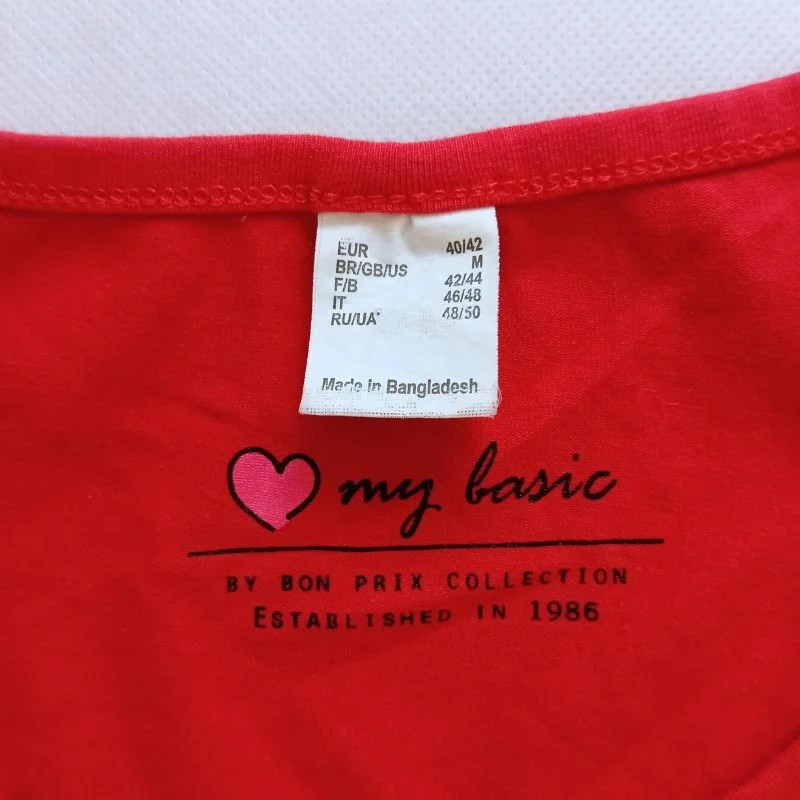 EUR 40/42
BR/GB/US M
F/B 42/44
IT 46/48
RU/UA* 48/50
Made in Bangladesh
my basic
BY BON PRIX COLLECTION
ESTABLISHED IN 1986